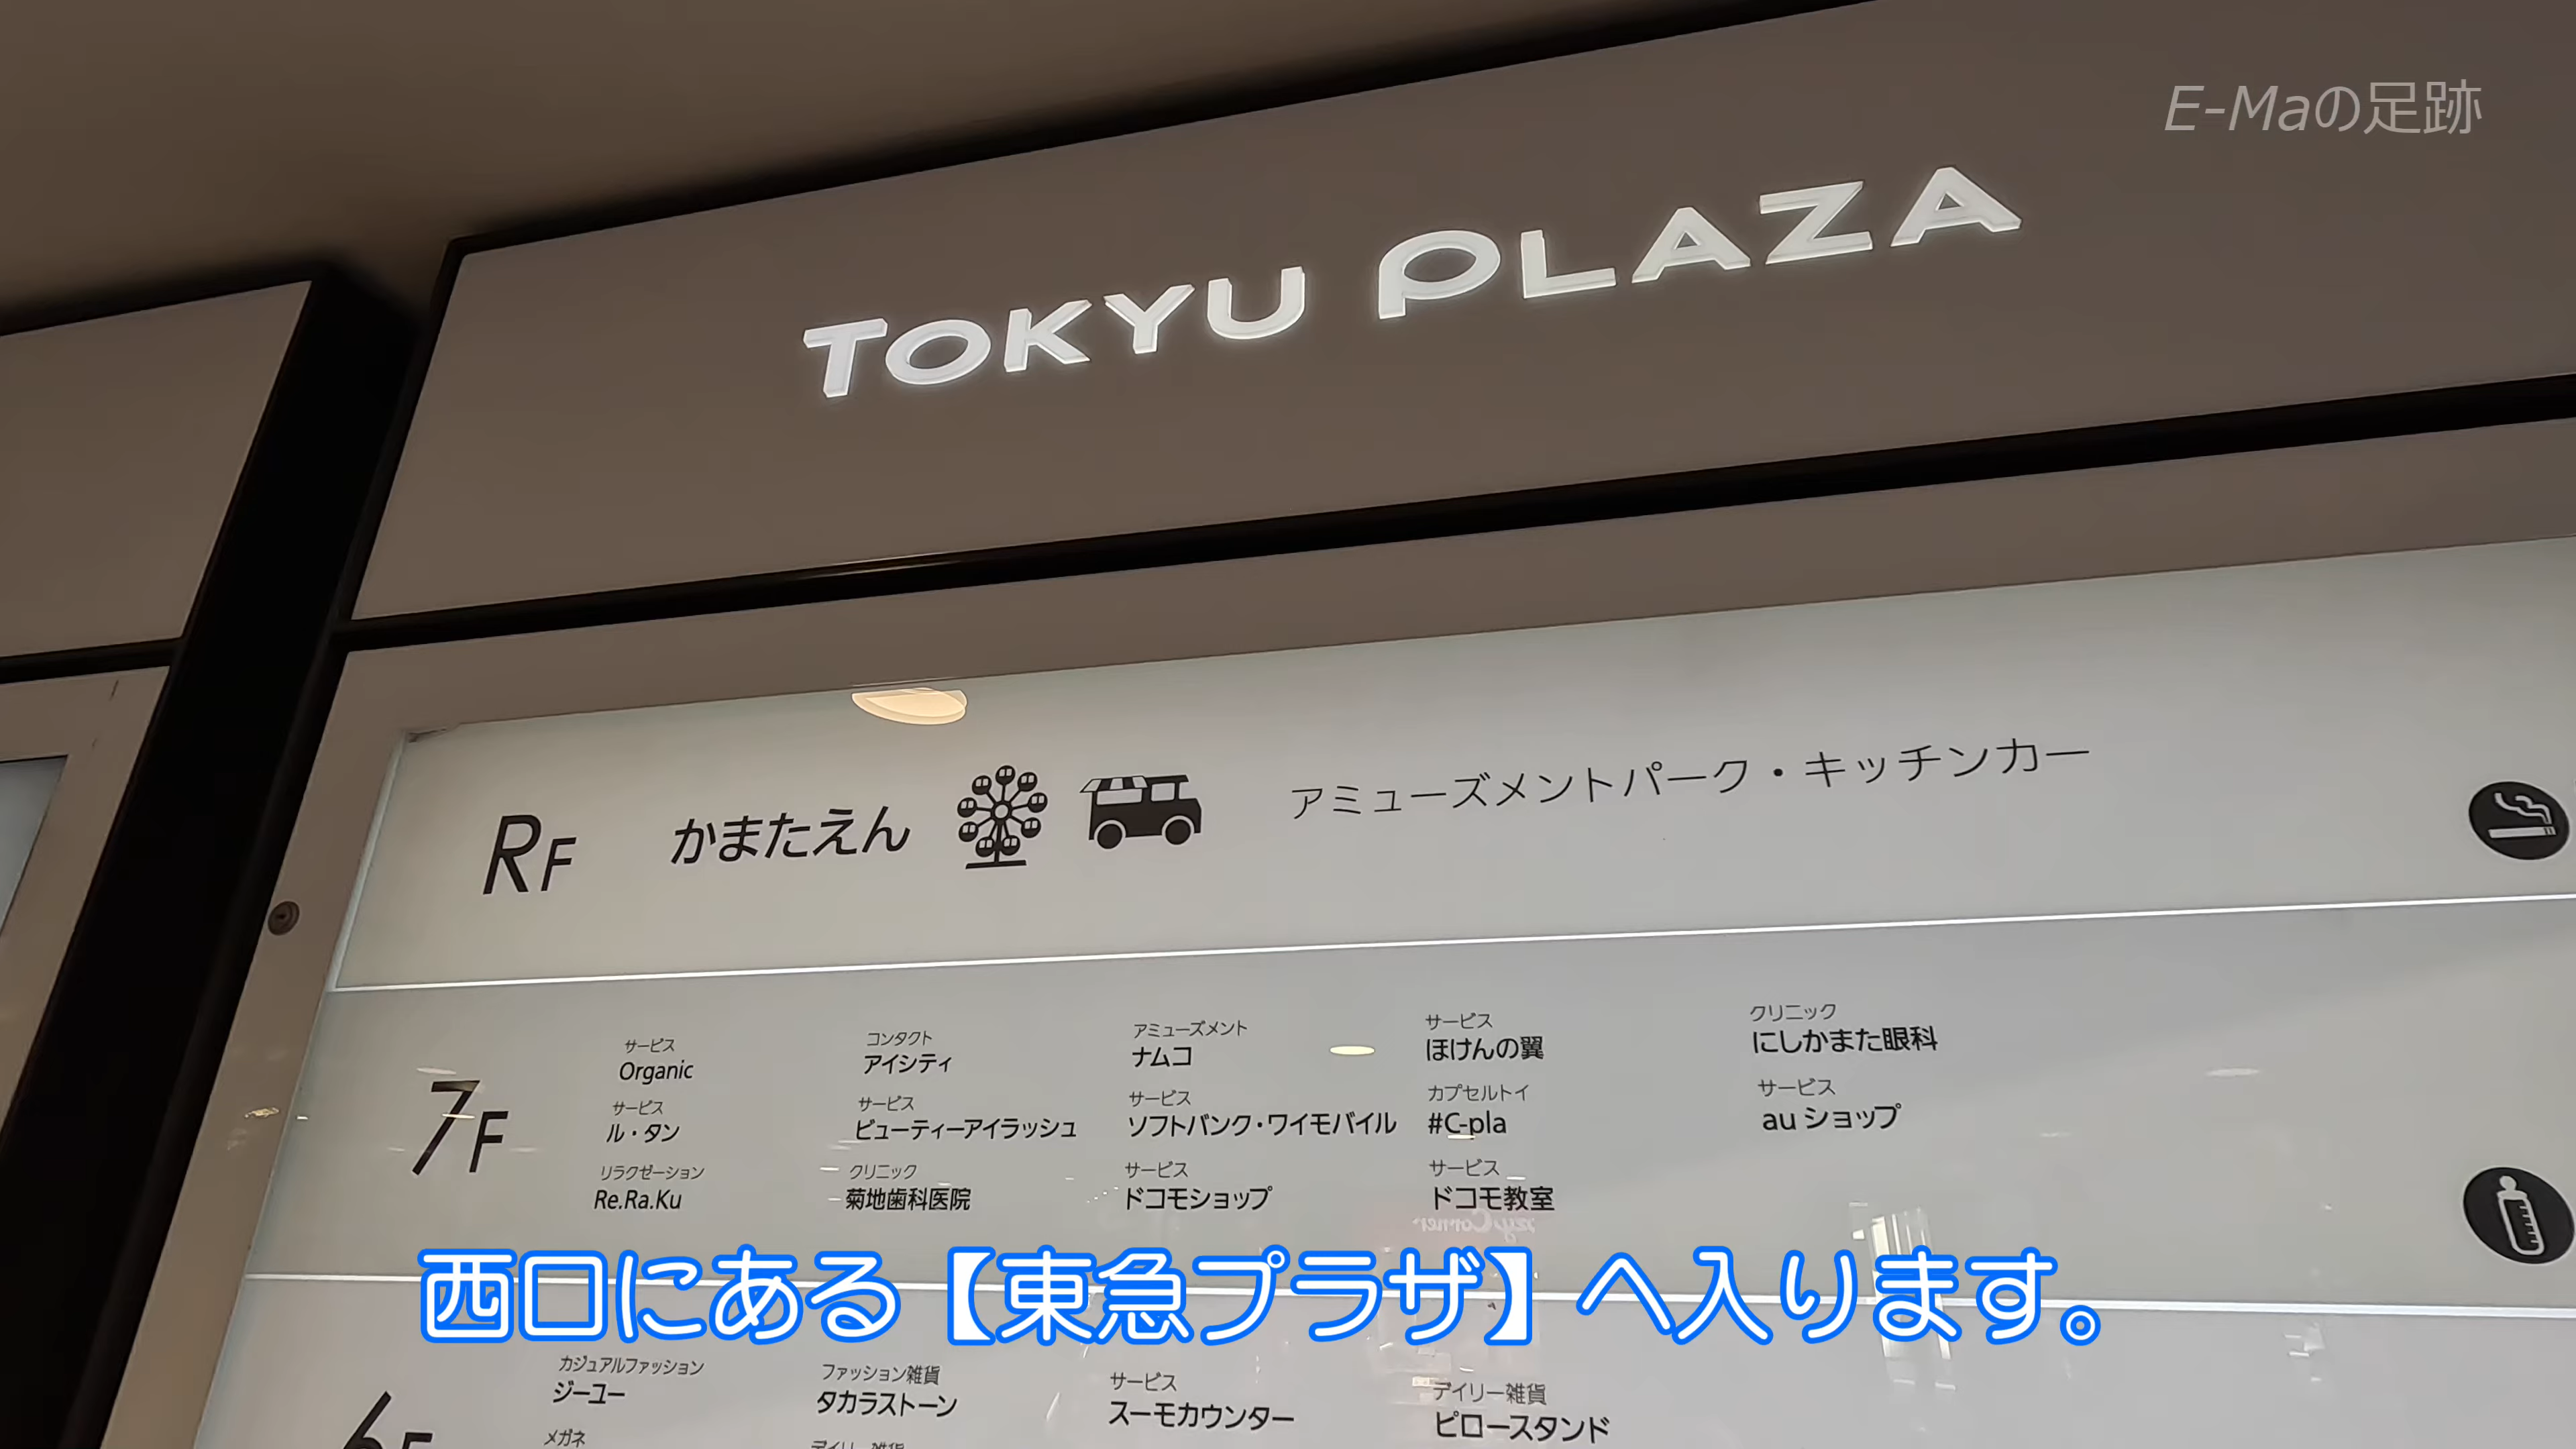 E-Maの足跡
TOKYU PLAZA
RF かまたえん アミューズメントパーク・キッチンカー
7F
サービス
Organic
サービス
ル・タン
リラクゼーション
Re.Ra.Ku
コンタクト
アイシティ
サービス
ビューティーアイラッシュ
クリニック
菊地歯科医院
アミューズメント
ナムコ
サービス
ソフトバンク・ワイモバイル
サービス
ドコモショップ
サービス
ほけんの翼
カプセルトイ
#C-pla
サービス
ドコモ教室
クリニック
にしかまた眼科
サービス
au ショップ
西口にある【東急プラザ】へ入ります。
6F
カジュアルファッション
ジーユー
メガネ
ファッション雑貨
タカラストーン
サービス
スーモカウンター
デイリー雑貨
ピロースタンド